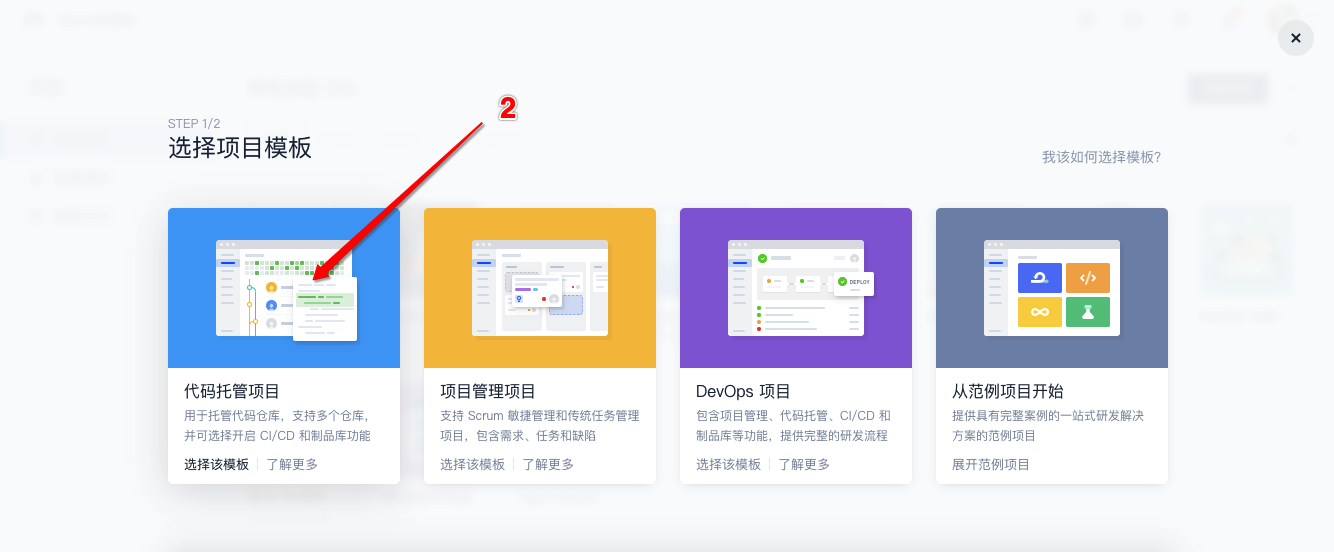 2
STEP 1/2
选择项目模板
我该如何选择模板?
DEPLOY
代码托管项目
用于托管代码仓库，支持多个仓库，
并可选择开启 CI/CD 和制品库功能
选择该模板 | 了解更多
项目管理项目
支持 Scrum 敏捷管理和传统任务管理
项目，包含需求、任务和缺陷
选择该模板 | 了解更多
DevOps 项目
包含项目管理、代码托管、CI/CD 和
制品库等功能，提供完整的研发流程
选择该模板 | 了解更多
从范例项目开始
提供具有完整案例的一站式研发解决
方案的范例项目
展开范例项目